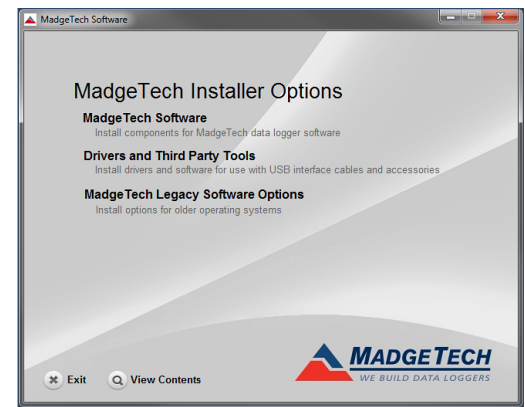 MadgeTech Software
MadgeTech Installer Options
MadgeTech Software
Install components for MadgeTech data logger software
Drivers and Third Party Tools
Install drivers and software for use with USB interface cables and accessories
MadgeTech Legacy Software Options
Install options for older operating systems
MADGETECH
WE BUILD DATA LOGGERS
Exit
View Contents